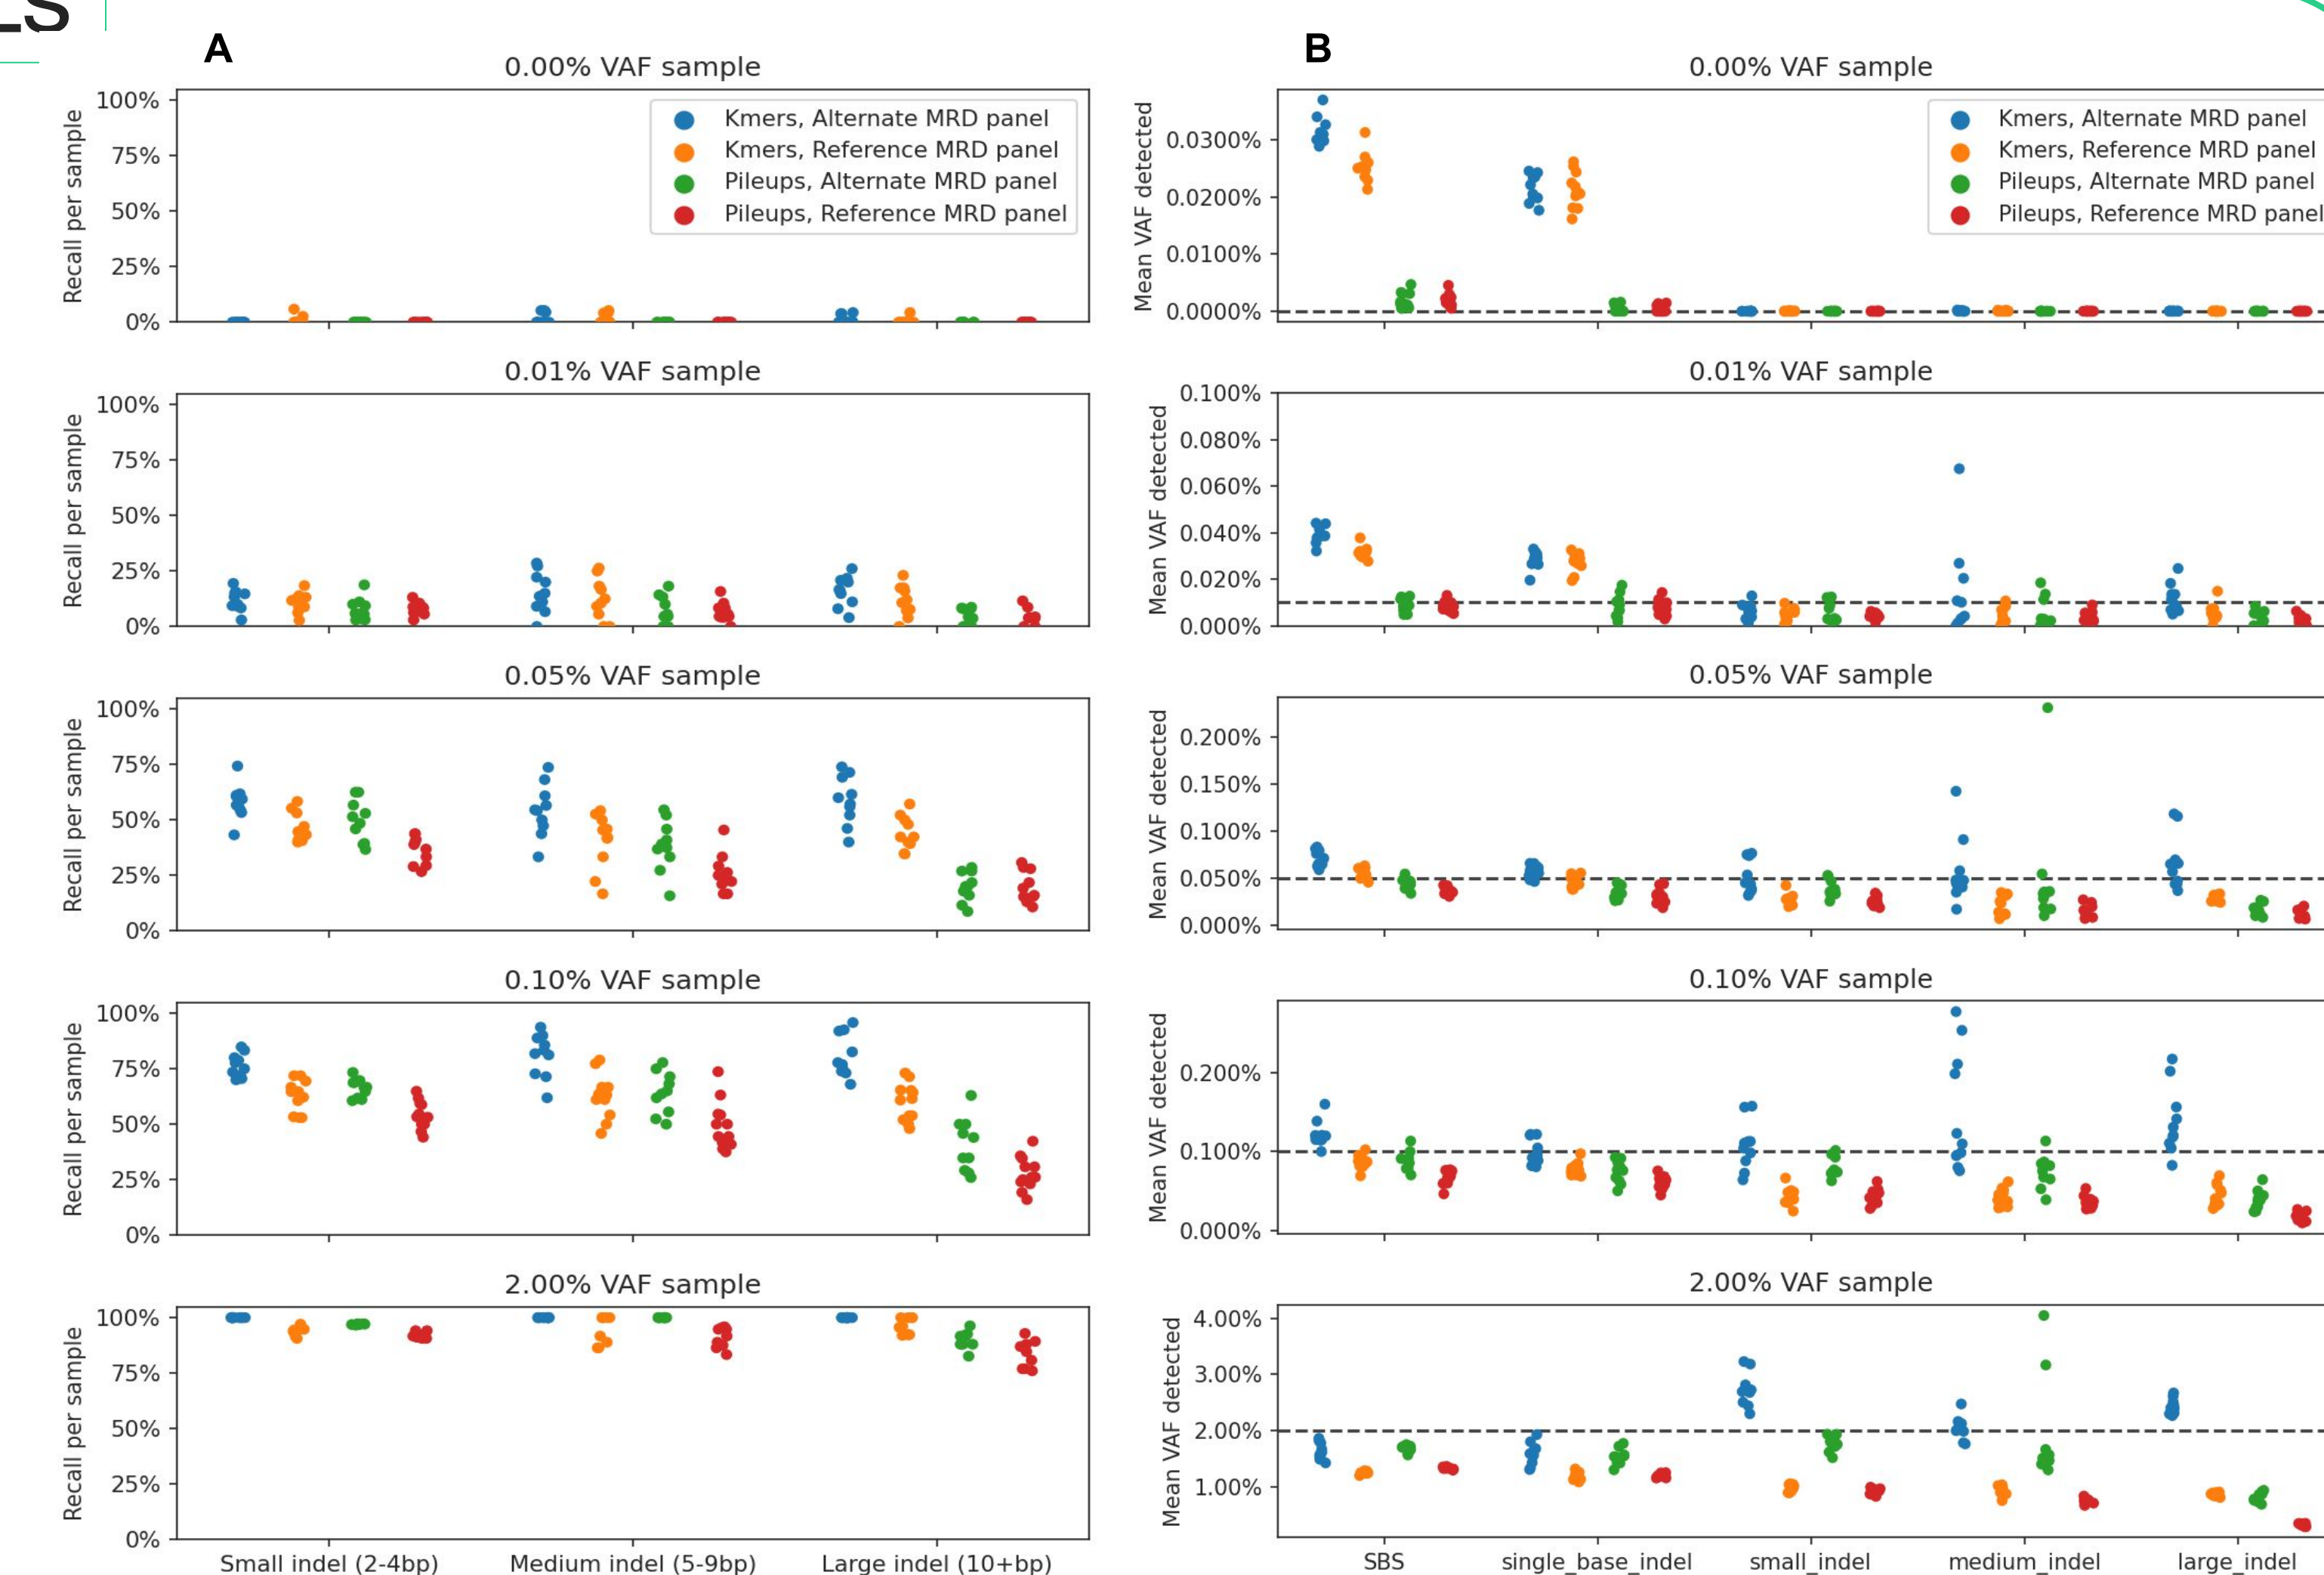 LS
A
0.00% VAF sample
Recall per sample
100%
75%
50%
25%
0%
Kmers, Alternate MRD panel
Kmers, Reference MRD panel
Pileups, Alternate MRD panel
Pileups, Reference MRD panel
0.01% VAF sample
Recall per sample
100%
75%
50%
25%
0%
0.05% VAF sample
Recall per sample
100%
75%
50%
25%
0%
0.10% VAF sample
Recall per sample
100%
75%
50%
25%
0%
2.00% VAF sample
Recall per sample
100%
75%
50%
25%
0%
Small indel (2-4bp) Medium indel (5-9bp) Large indel (10+bp)
B
0.00% VAF sample
Mean VAF detected
0.0300%
0.0200%
0.0100%
0.0000%
Kmers, Alternate MRD panel
Kmers, Reference MRD panel
Pileups, Alternate MRD panel
Pileups, Reference MRD panel
0.01% VAF sample
Mean VAF detected
0.100%
0.080%
0.060%
0.040%
0.020%
0.000%
0.05% VAF sample
Mean VAF detected
0.200%
0.150%
0.100%
0.050%
0.000%
0.10% VAF sample
Mean VAF detected
0.200%
0.100%
0.000%
2.00% VAF sample
Mean VAF detected
4.00%
3.00%
2.00%
1.00%
SBS single_base_indel small_indel medium_indel large_indel